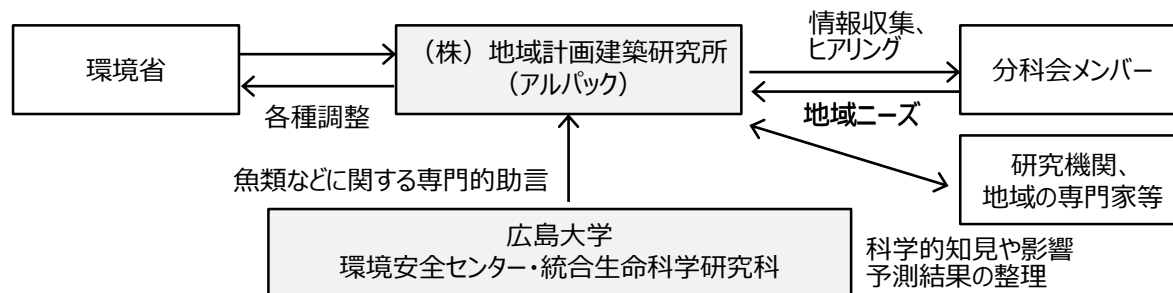 環境省
各種調整
（株）地域計画建築研究所
（アルパック）
情報収集、
ヒアリング
地域ニーズ
分科会メンバー
研究機関、
地域の専門家等
魚類などに関する専門的助言
広島大学
環境安全センター・統合生命科学研究科
科学的知見や影響
予測結果の整理